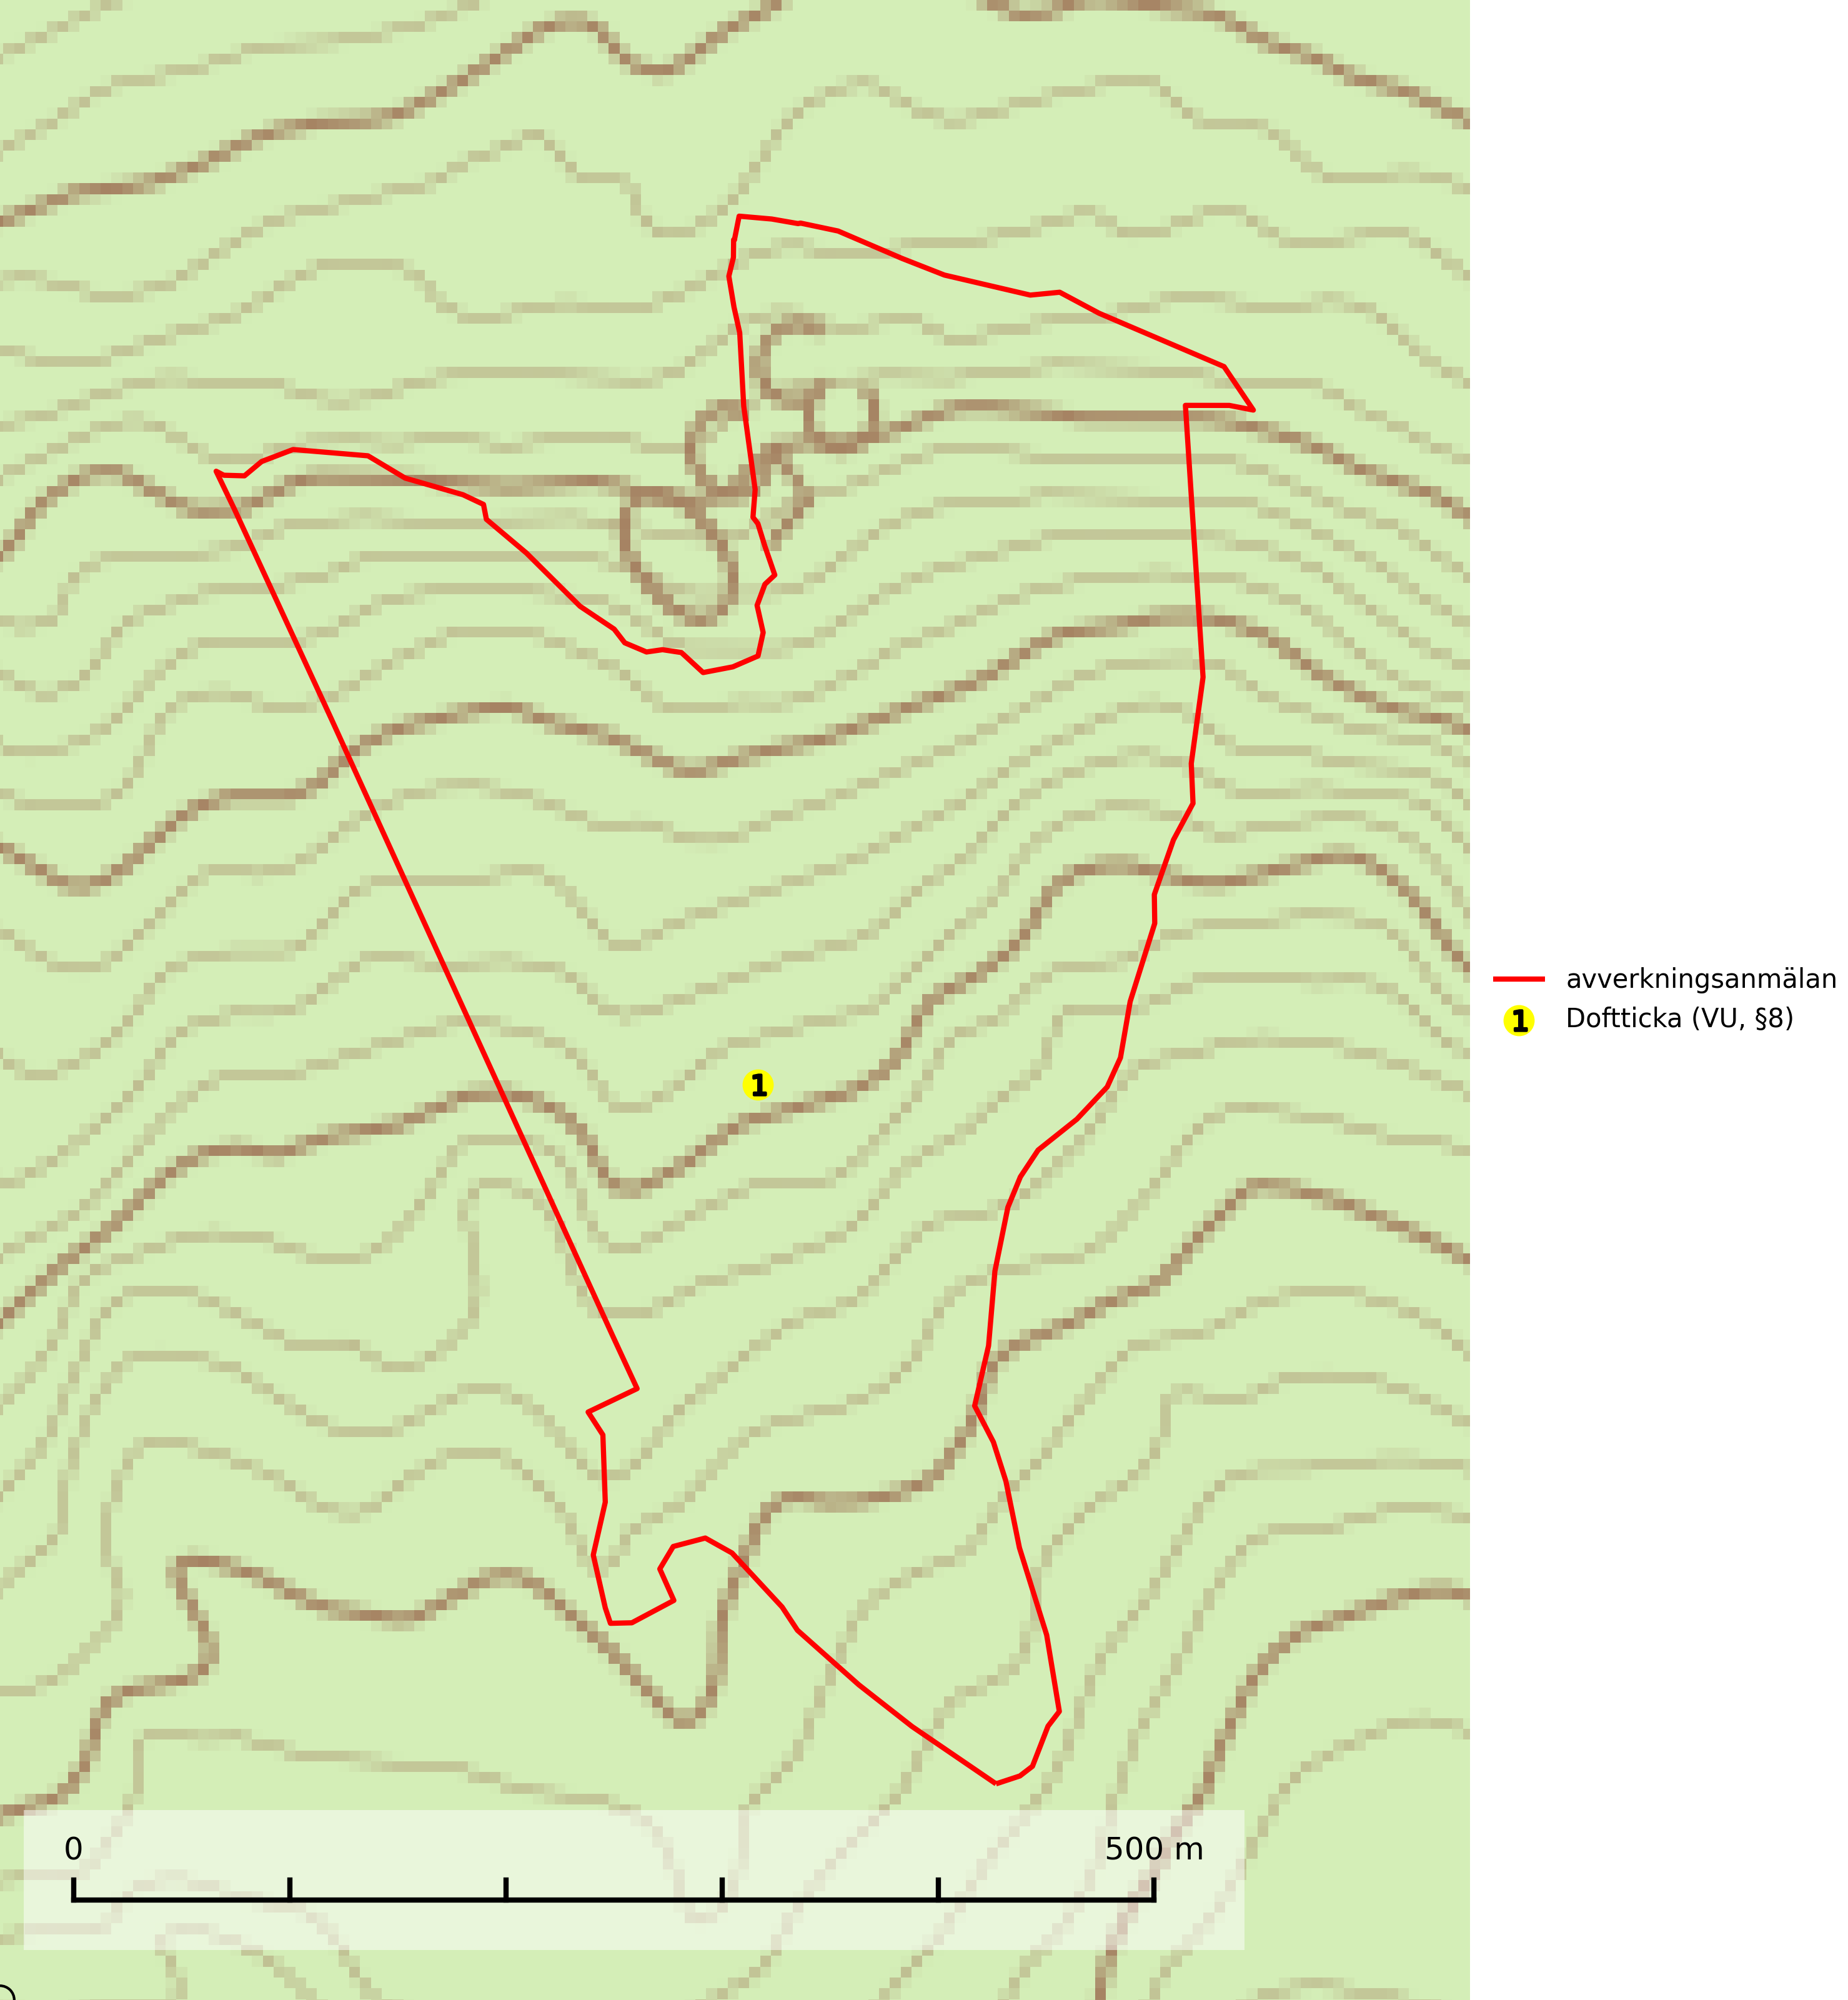 1
avverkningsanmälan
1 Doftticka (VU, §8)
0 500 m